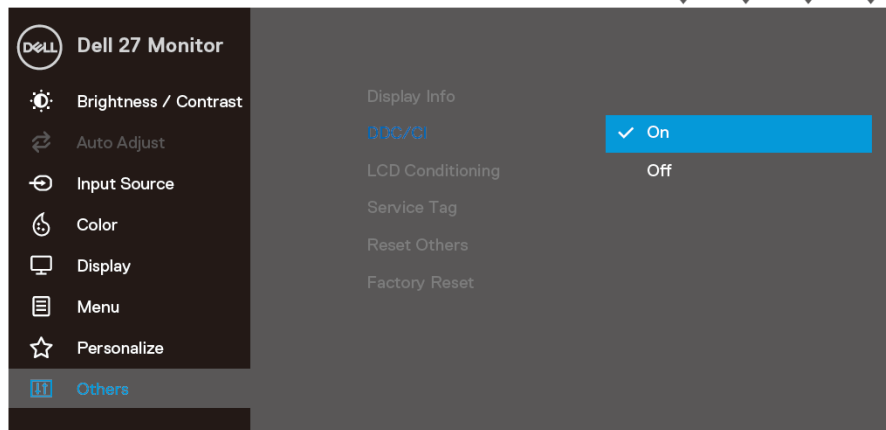 DELL
Dell 27 Monitor
Brightness / Contrast
Auto Adjust
Input Source
Color
Display
Menu
Personalize
Others
Display Info
DDC/CI
LCD Conditioning
Service Tag
Reset Others
Factory Reset
On
Off